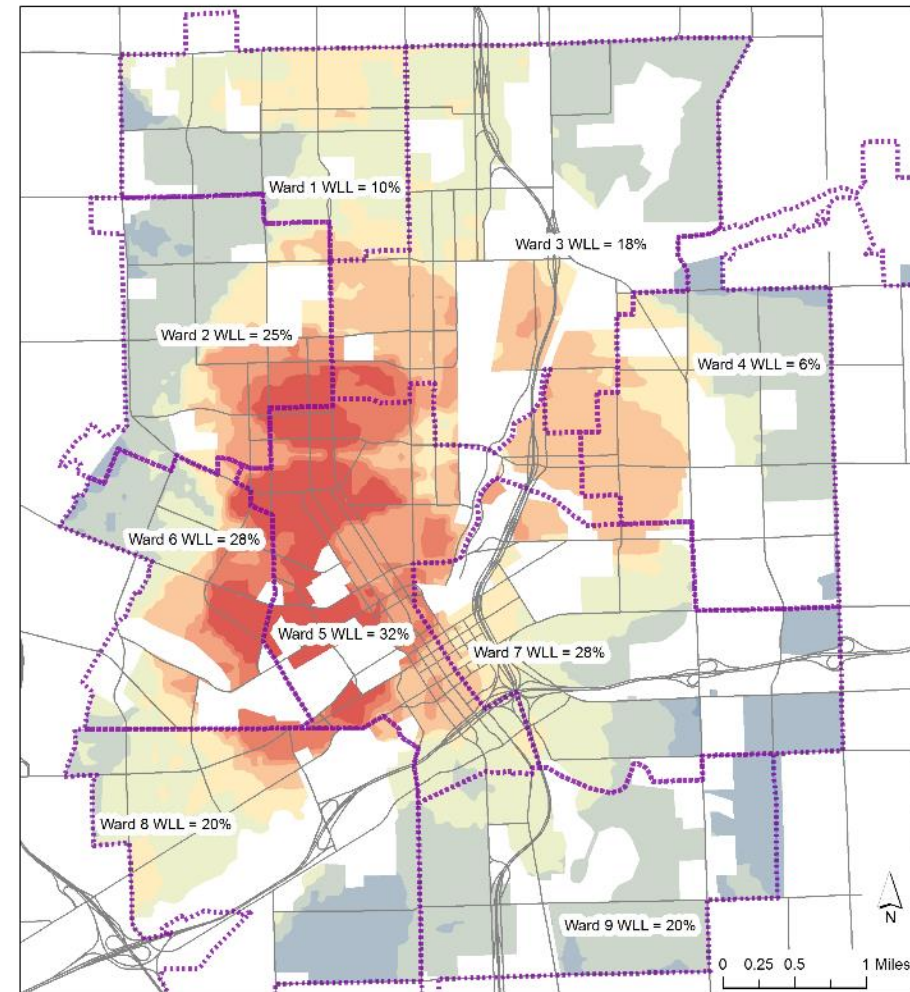 Ward 1 WLL = 10%
Ward 3 WLL = 18%
Ward 2 WLL = 25%
Ward 4 WLL = 6%
Ward 6 WLL = 28%
Ward 5 WLL = 32%
Ward 7 WLL = 28%
Ward 8 WLL = 20%
N
Ward 9 WLL = 20%
0 0.25 0.5 1 Miles